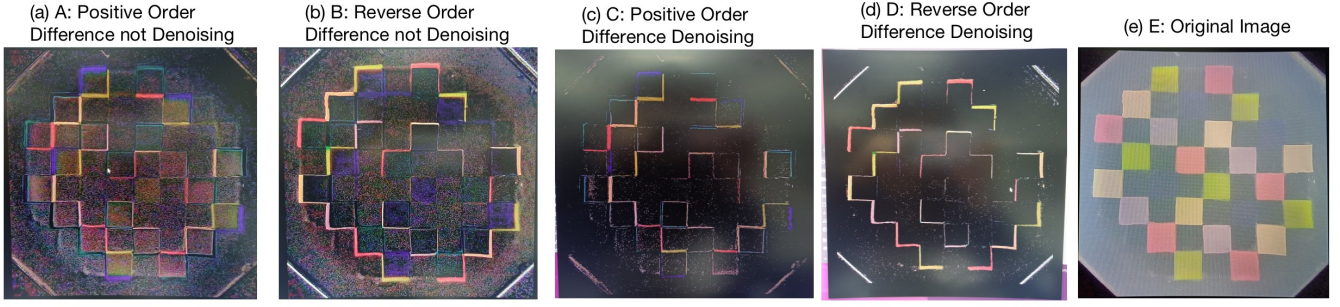 (a) A: Positive Order
Difference not Denoising
(b) B: Reverse Order
Difference not Denoising
(c) C: Positive Order
Difference Denoising
(d) D: Reverse Order
Difference Denoising
(e) E: Original Image